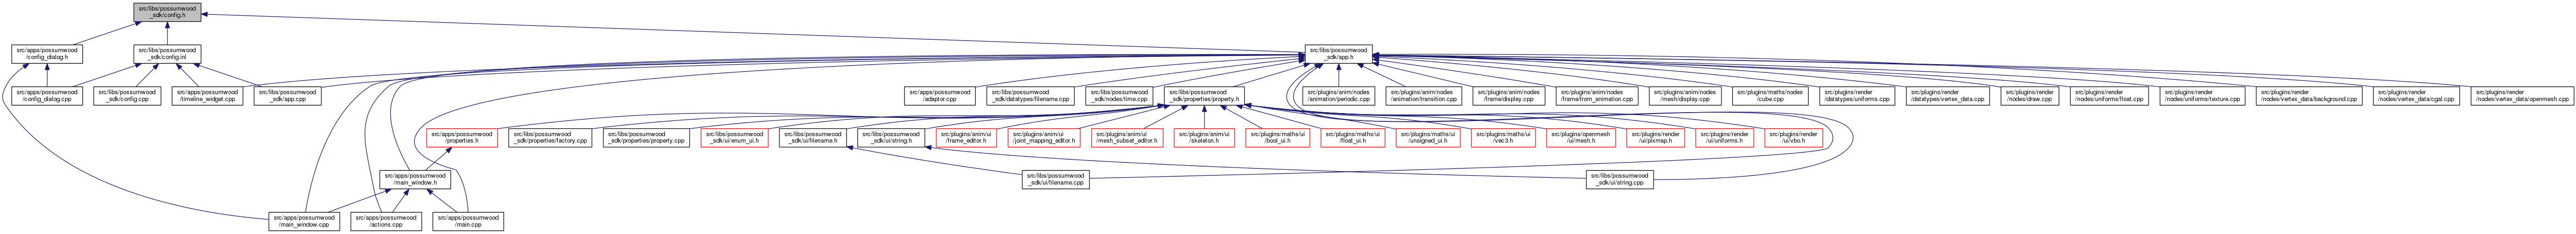 src/libs/possumwood
_sdk/config.h
src/apps/possumwood
/config_dialog.h
src/libs/possumwood
_sdk/config.inl
src/libs/possumwood
_sdk/app.h
src/apps/possumwood
/config_dialog.cpp
src/libs/possumwood
_sdk/config.cpp
src/apps/possumwood
/timeline_widget.cpp
src/libs/possumwood
_sdk/app.cpp
src/apps/possumwood
/adaptor.cpp
src/libs/possumwood
_sdk/datatypes/filename.cpp
src/libs/possumwood
_sdk/nodes/time.cpp
src/libs/possumwood
_sdk/properties/property.h
src/plugins/anim/nodes
/animation/periodic.cpp
src/plugins/anim/nodes
/animation/transition.cpp
src/plugins/anim/nodes
/frame/display.cpp
src/plugins/anim/nodes
/frame/from_animation.cpp
src/plugins/anim/nodes
/mesh/display.cpp
src/plugins/maths/nodes
/cube.cpp
src/plugins/render
/datatypes/uniforms.cpp
src/plugins/render
/datatypes/vertex_data.cpp
src/plugins/render
/nodes/draw.cpp
src/plugins/render
/nodes/uniforms/float.cpp
src/plugins/render
/nodes/uniforms/texture.cpp
src/plugins/render
/nodes/vertex_data/background.cpp
src/plugins/render
/nodes/vertex_data/cgal.cpp
src/plugins/render
/nodes/vertex_data/openmesh.cpp
src/apps/possumwood
/properties.h
src/libs/possumwood
_sdk/properties/factory.cpp
src/libs/possumwood
_sdk/properties/property.cpp
src/libs/possumwood
_sdk/ui/enum_ui.h
src/libs/possumwood
_sdk/ui/filename.h
src/libs/possumwood
_sdk/ui/string.h
src/plugins/anim/ui
/frame_editor.h
src/plugins/anim/ui
/joint_mapping_editor.h
src/plugins/anim/ui
/mesh_subset_editor.h
src/plugins/anim/ui
/skeleton.h
src/plugins/maths/ui
/bool_ui.h
src/plugins/maths/ui
/float_ui.h
src/plugins/maths/ui
/unsigned_ui.h
src/plugins/maths/ui
/vec3.h
src/plugins/openmesh
/ui/mesh.h
src/plugins/render
/ui/pixmap.h
src/plugins/render
/ui/uniforms.h
src/plugins/render
/ui/vbo.h
src/apps/possumwood
/main_window.h
src/libs/possumwood
_sdk/ui/filename.cpp
src/libs/possumwood
_sdk/ui/string.cpp
src/apps/possumwood
/main_window.cpp
src/apps/possumwood
/actions.cpp
src/apps/possumwood
/main.cpp